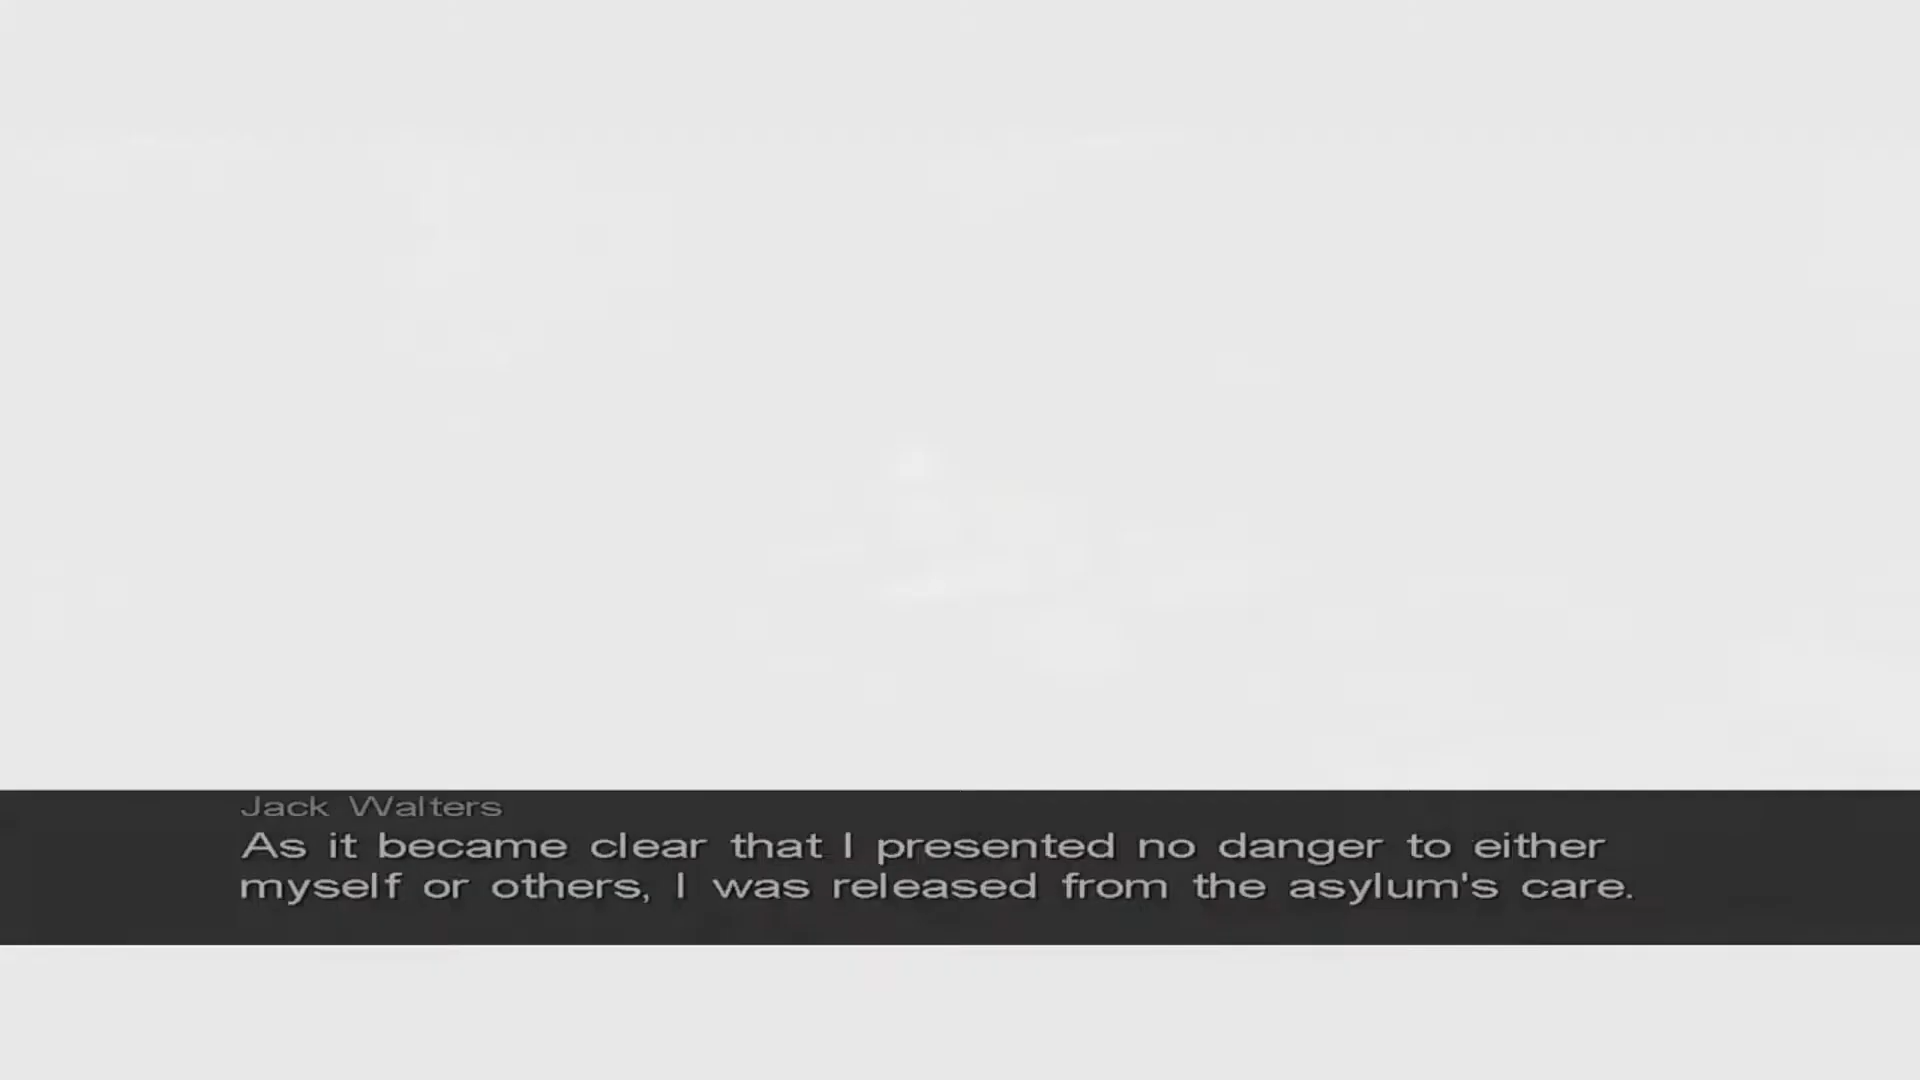 Jack Walters
As it became clear that I presented no danger to either
myself or others, I was released from the asylum's care.